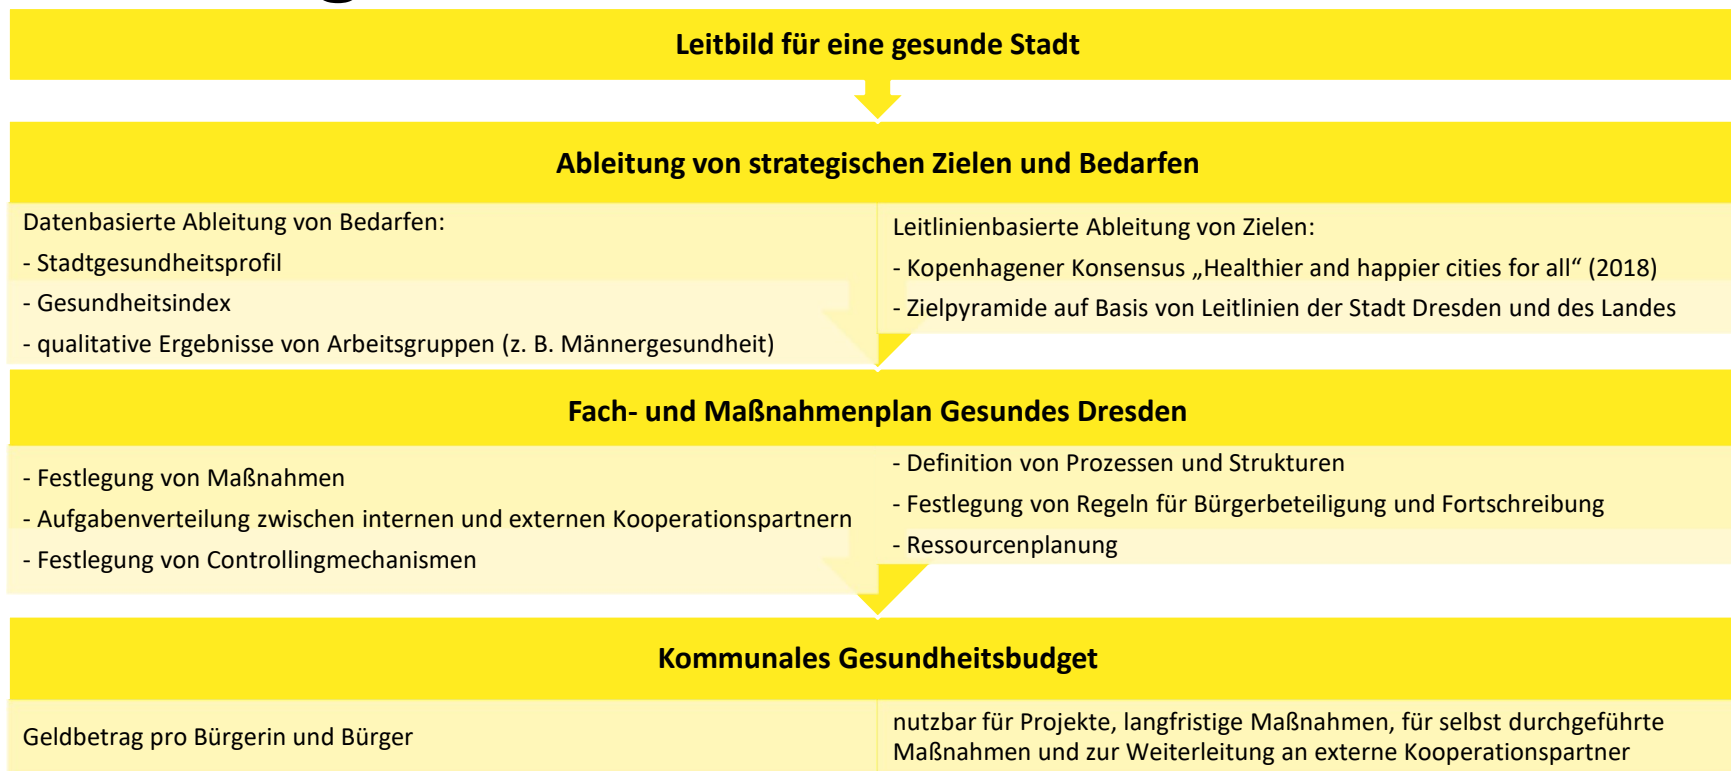 Leitbild für eine gesunde Stadt
Ableitung von strategischen Zielen und Bedarfen
Datenbasierte Ableitung von Bedarfen:
- Stadtgesundheitsprofil
- Gesundheitsindex
- qualitative Ergebnisse von Arbeitsgruppen (z. B. Männergesundheit)
Leitlinienbasierte Ableitung von Zielen:
- Kopenhagener Konsensus „Healthier and happier cities for all“ (2018)
- Zielpyramide auf Basis von Leitlinien der Stadt Dresden und des Landes
Fach- und Maßnahmenplan Gesundes Dresden
- Festlegung von Maßnahmen
- Aufgabenverteilung zwischen internen und externen Kooperationspartnern
- Festlegung von Controllingmechanismen
- Definition von Prozessen und Strukturen
- Festlegung von Regeln für Bürgerbeteiligung und Fortschreibung
- Ressourcenplanung
Kommunales Gesundheitsbudget
Geldbetrag pro Bürgerin und Bürger
nutzbar für Projekte, langfristige Maßnahmen, für selbst durchgeführte
Maßnahmen und zur Weiterleitung an externe Kooperationspartner